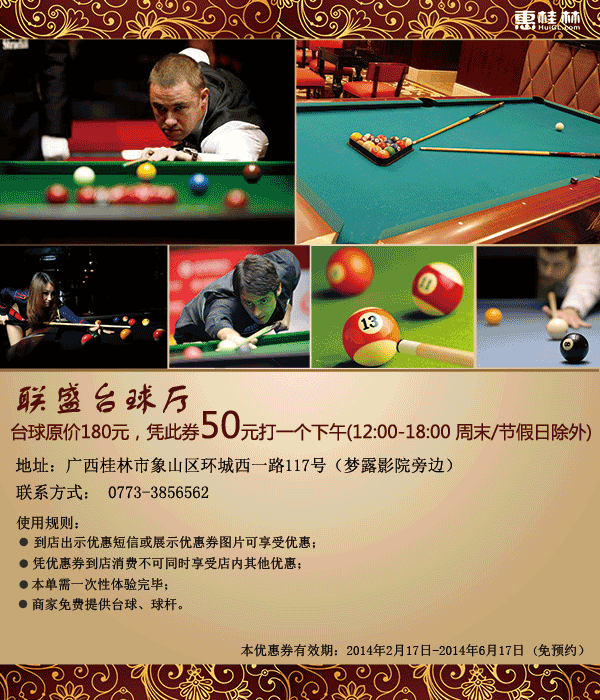 惠桂林
HuiGL.com
13
11
8
联盛台球厅
台球原价180元，凭此券50元打一个下午(12:00-18:00 周末/节假日除外)
地址：广西桂林市象山区环城西一路117号（梦露影院旁边）
联系方式： 0773-3856562
使用规则：
● 到店出示优惠短信或展示优惠券图片可享受优惠；
● 凭优惠券到店消费不可同时享受店内其他优惠；
● 本单需一次性体验完毕；
● 商家免费提供台球、球杆。
本优惠券有效期：2014年2月17日-2014年6月17日 (免预约)